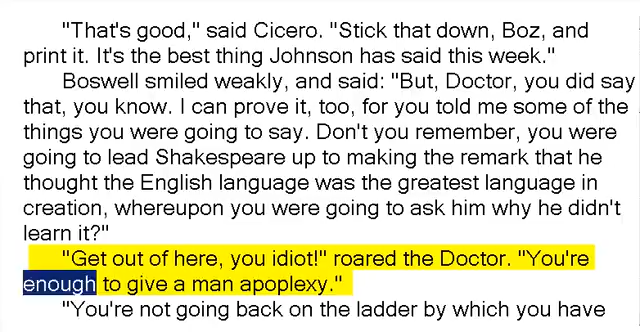 "That's good," said Cicero. "Stick that down, Boz, and
print it. It's the best thing Johnson has said this week."
Boswell smiled weakly, and said: "But, Doctor, you did say
that, you know. I can prove it, too, for you told me some of the
things you were going to say. Don't you remember, you were
going to lead Shakespeare up to making the remark that he
thought the English language was the greatest language in
creation, whereupon you were going to ask him why he didn't
learn it?"
"Get out of here, you idiot!" roared the Doctor. "You're
enough to give a man apoplexy."
"You're not going back on the ladder by which you have